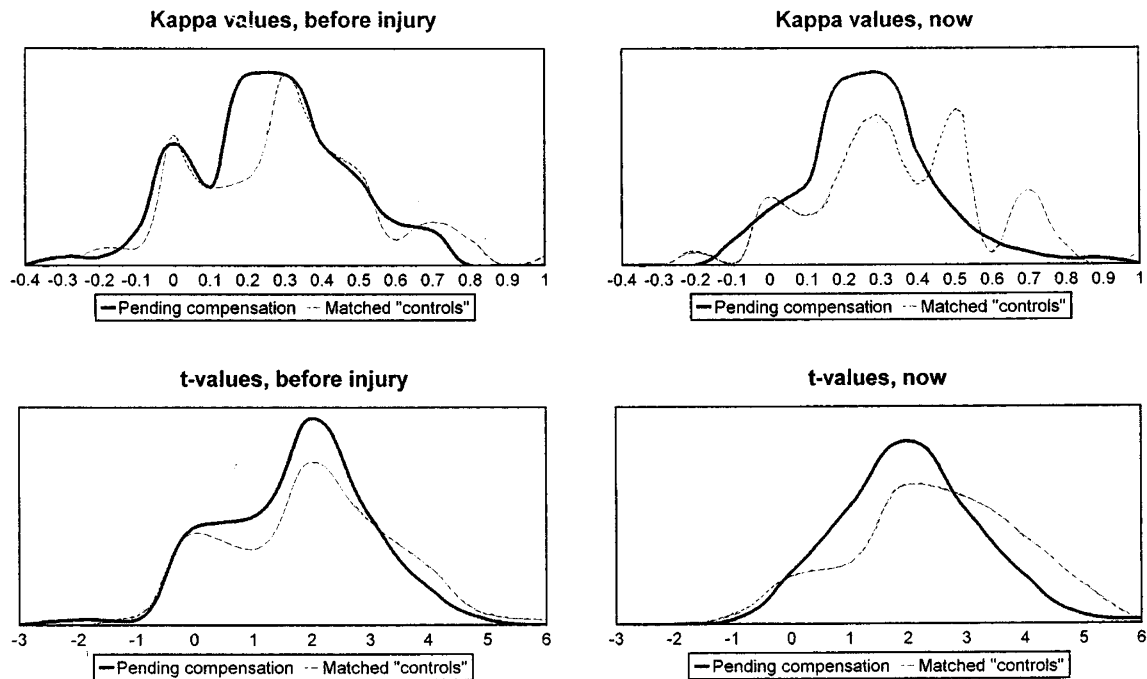 Kappa values, before injury
-0.4 -0.3 -0.2 -0.1 0 0.1 0.2 0.3 0.4 0.5 0.6 0.7 0.8 0.9 1
Pending compensation Matched "controls"
Kappa values, now
-0.4 -0.3 -0.2 -0.1 0 0.1 0.2 0.3 0.4 0.5 0.6 0.7 0.8 0.9 1
Pending compensation Matched "controls"
t-values, before injury
-3 -2 -1 0 1 2 3 4 5 6
Pending compensation Matched "controls"
t-values, now
-3 -2 -1 0 1 2 3 4 5 6
Pending compensation Matched "controls"